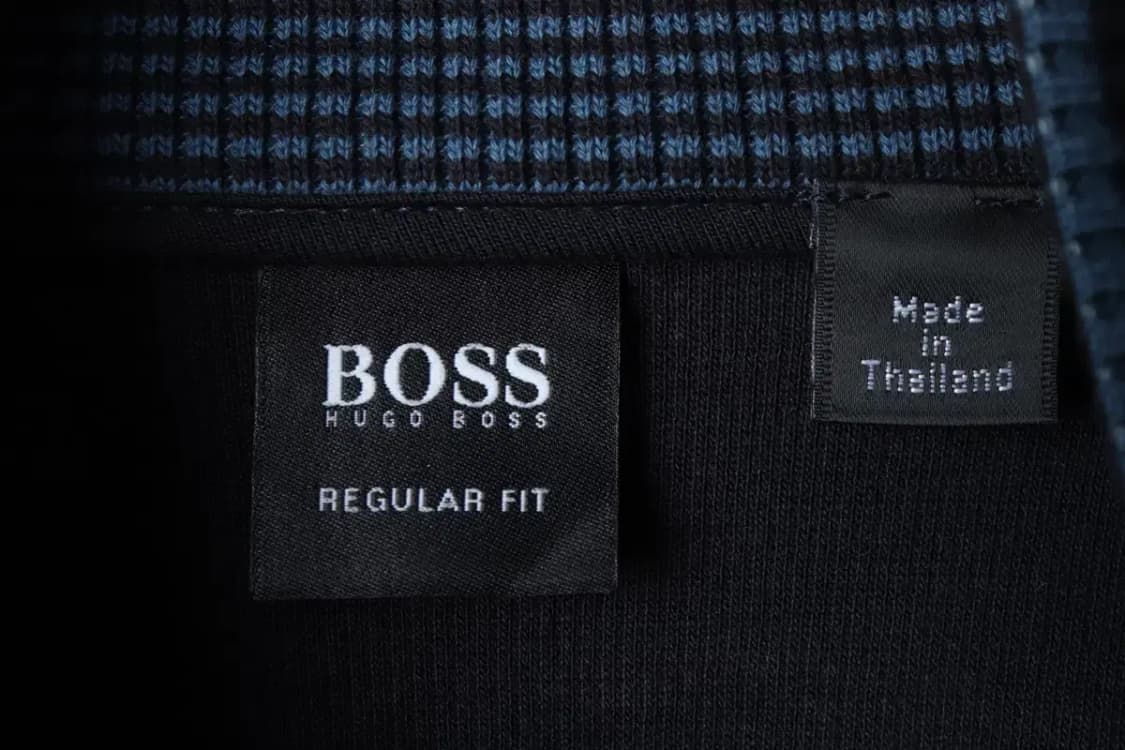 BOSS
HUGO BOSS
REGULAR FIT
Made
in
Thailand